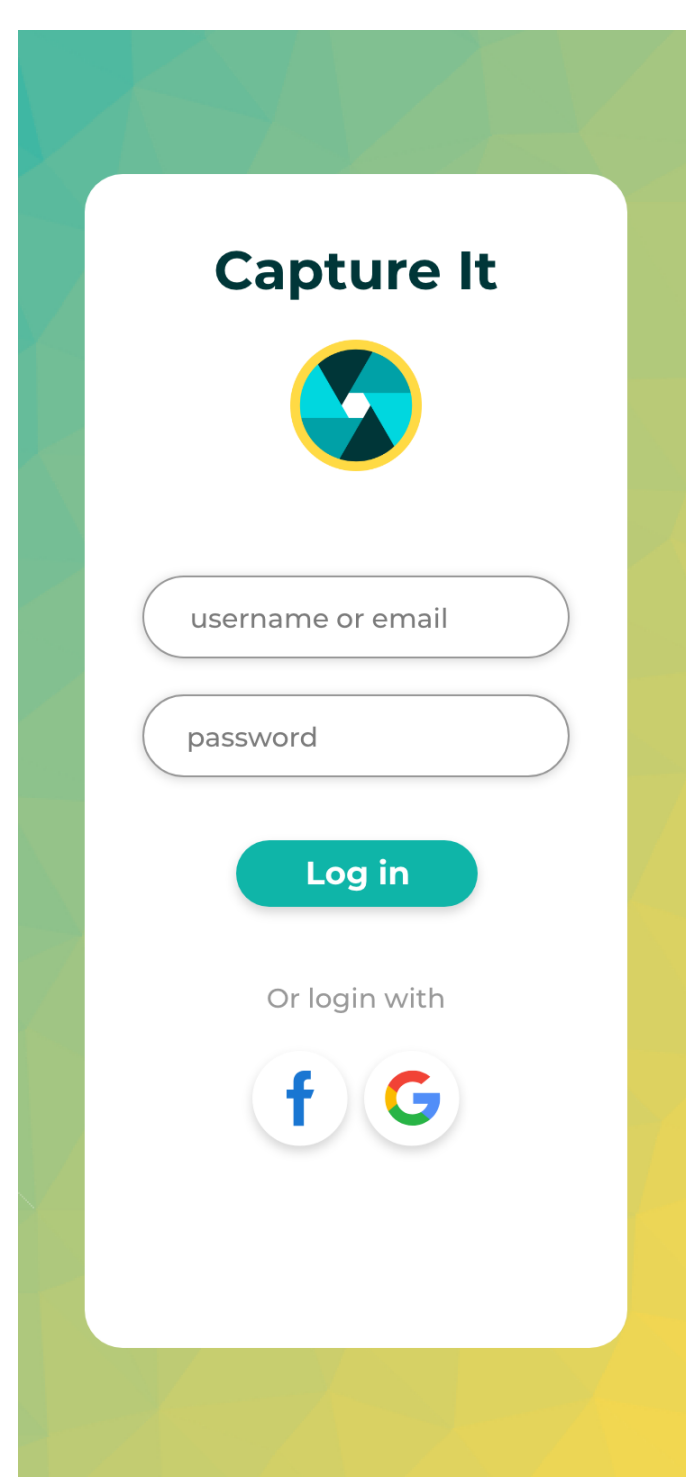 Capture It
username or email
password
Log in
Or login with
f G